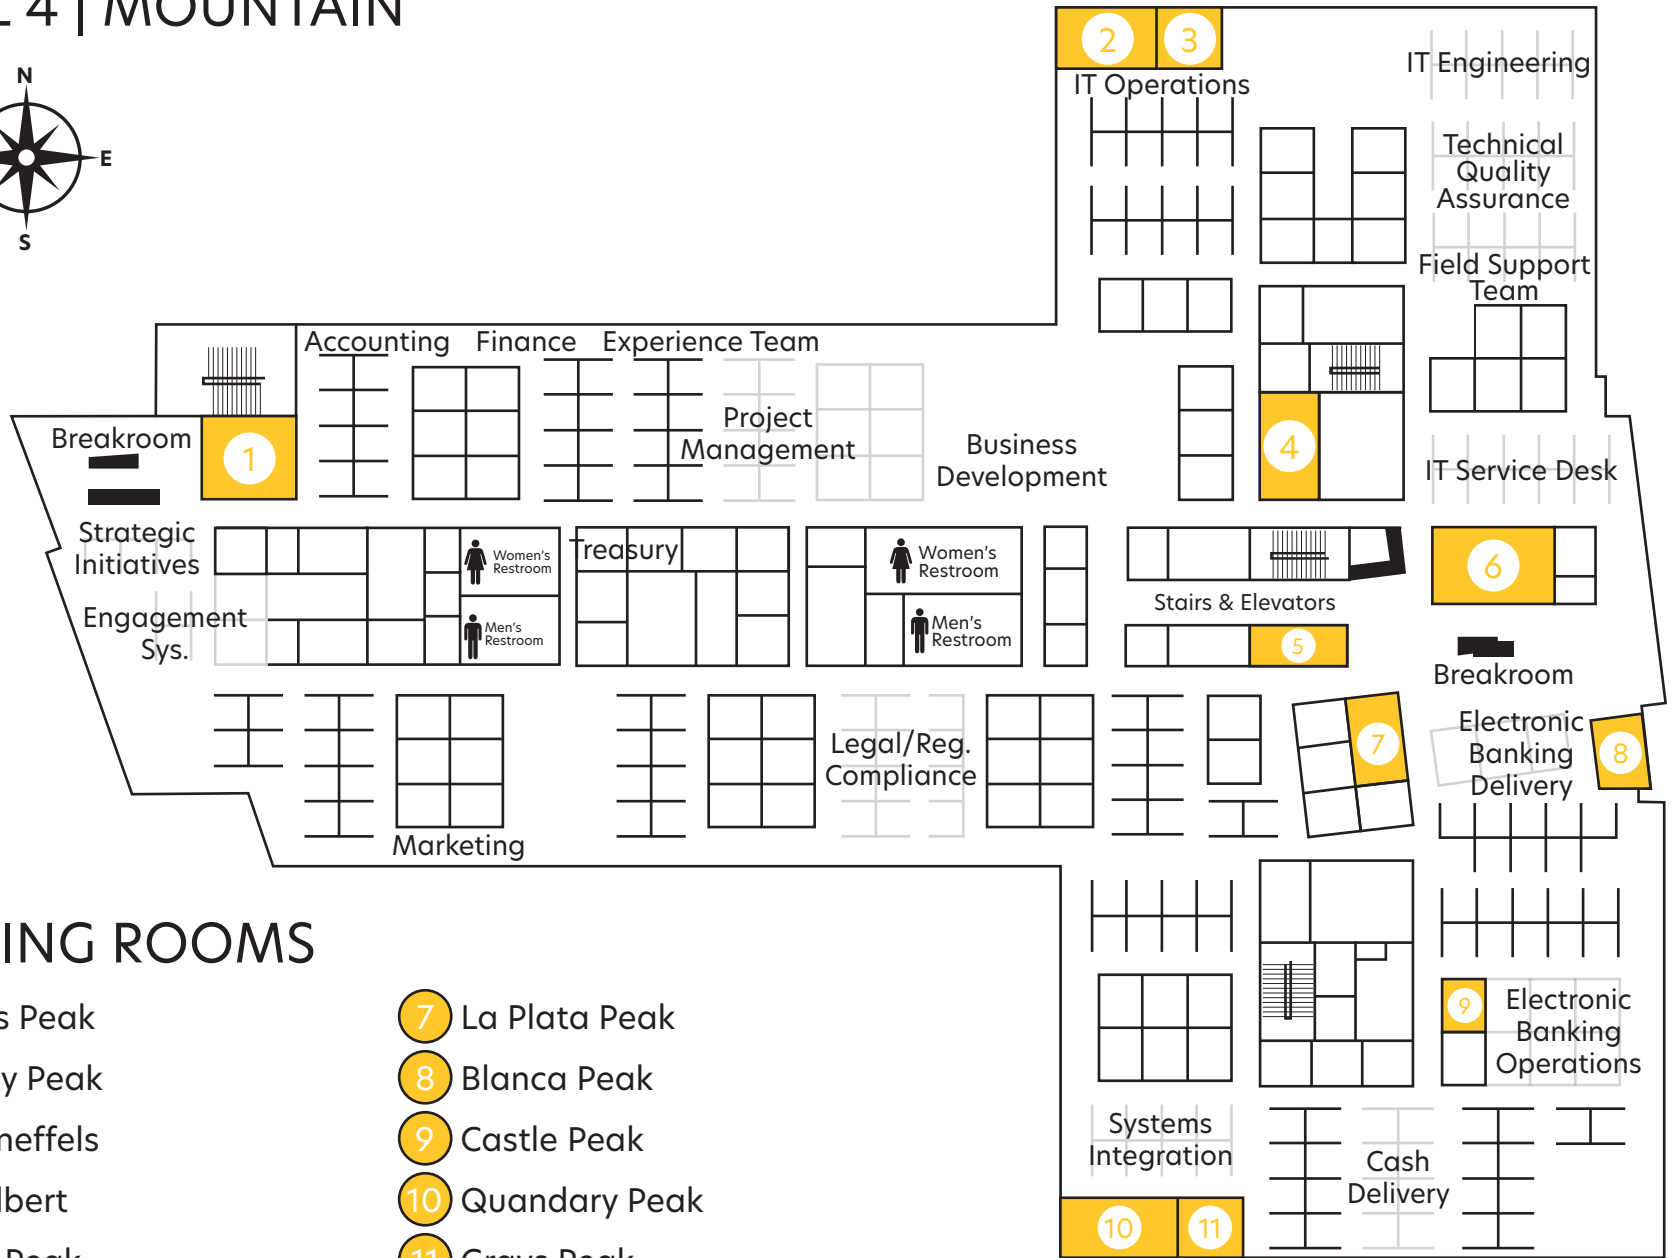 4 | MOUNTAIN
N
E
S
2
3
IT Operations
IT Engineering
Technical
Quality
Assurance
Field Support
Team
Accounting
Finance
Experience Team
Project
Management
Business
Development
Breakroom
1
4
IT Service Desk
Strategic
Initiatives
Engagement
Sys.
Women's
Restroom
Men's
Restroom
Treasury
Women's
Restroom
Men's
Restroom
Stairs & Elevators
5
6
Breakroom
Legal/Reg.
Compliance
7
Electronic
Banking
Delivery
8
Marketing
9
Electronic
Banking
Operations
Systems
Integration
Cash
Delivery
10
11
ING ROOMS
s Peak
y Peak
neffels
lbert
Peak
7 La Plata Peak
8 Blanca Peak
9 Castle Peak
10 Quandary Peak
11 Grays Peak